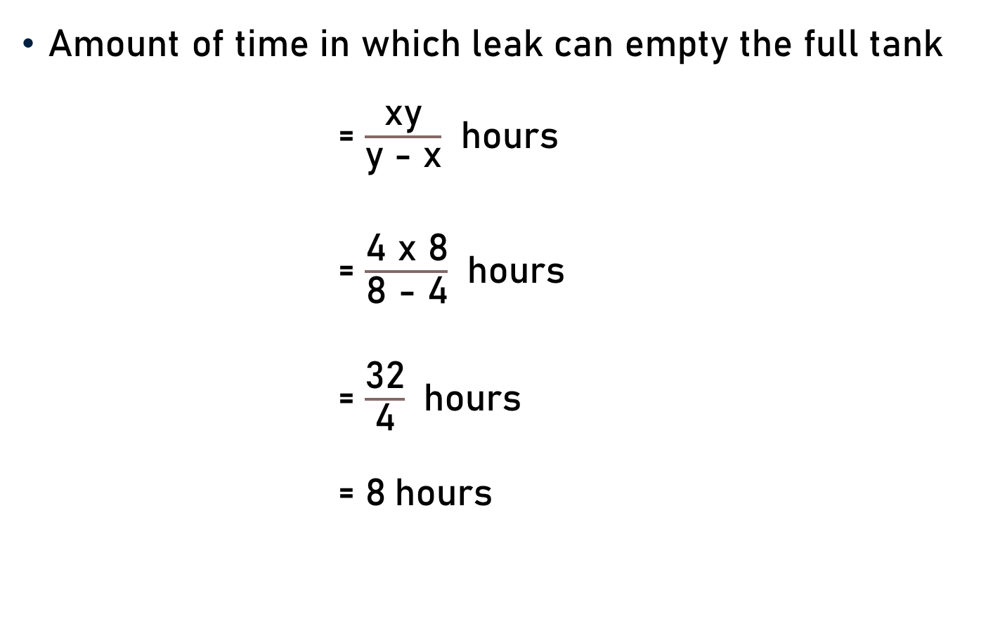 • Amount of time in which leak can empty the full tank
= xy / y - x hours
= 4 x 8 / 8 - 4 hours
= 32 / 4 hours
= 8 hours